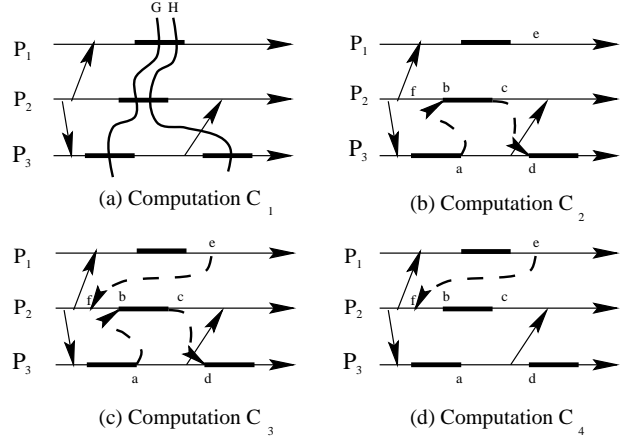 G H
P1
P2
P3
(a) Computation C1
P1
e
P2
f b c
P3
a d
(b) Computation C2
P1
e
P2
f b c
P3
a d
(c) Computation C3
P1
e
P2
f b c
P3
a d
(d) Computation C4